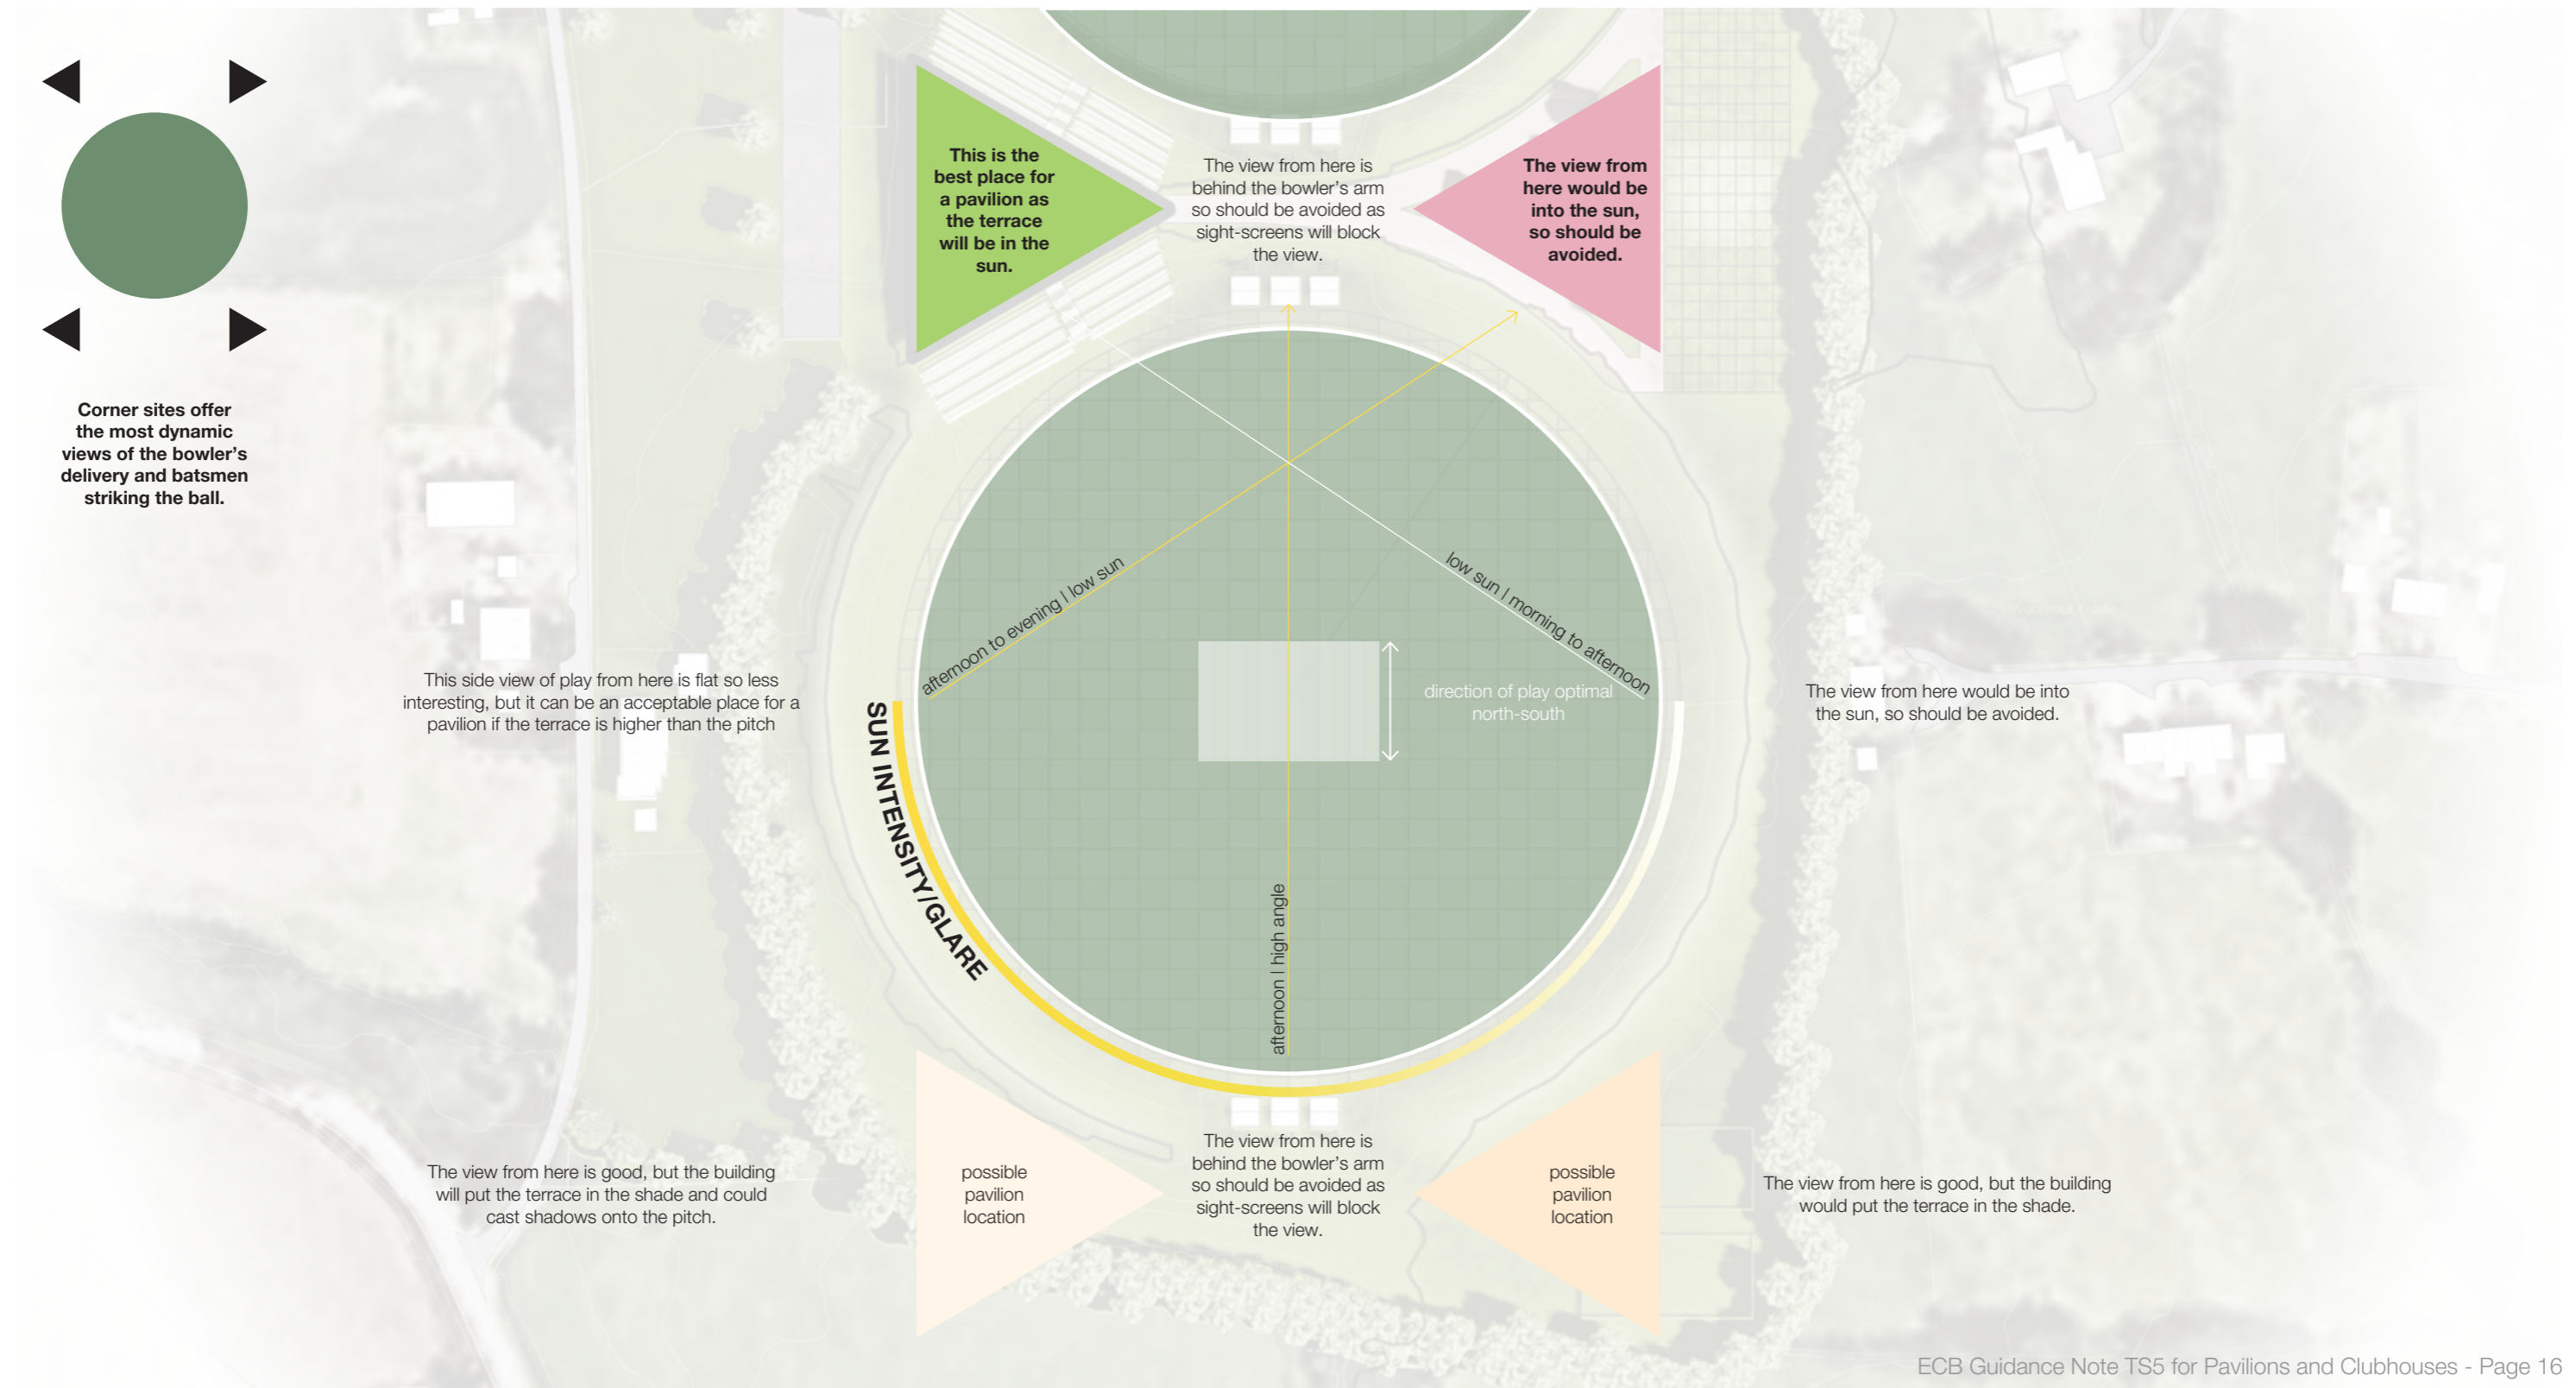 This is the
best place for
a pavilion as
the terrace
will be in the
sun.
The view from here is
behind the bowler's arm
so should be avoided as
sight-screens will block
the view.
The view from
here would be
into the sun,
so should be
avoided.
Corner sites offer
the most dynamic
views of the bowler's
delivery and batsmen
striking the ball.
afternoon to evening | low sun
low sun | morning to afternoon
This side view of play from here is flat so less
interesting, but it can be an acceptable place for a
pavilion if the terrace is higher than the pitch
SUN INTENSITY/GLARE
direction of play optimal
north-south
The view from here would be into
the sun, so should be avoided.
afternoon | high angle
The view from here is good, but the building
will put the terrace in the shade and could
cast shadows onto the pitch.
possible
pavilion
location
The view from here is
behind the bowler's arm
so should be avoided as
sight-screens will block
the view.
possible
pavilion
location
The view from here is good, but the building
would put the terrace in the shade.
ECB Guidance Note TS5 for Pavilions and Clubhouses - Page 16